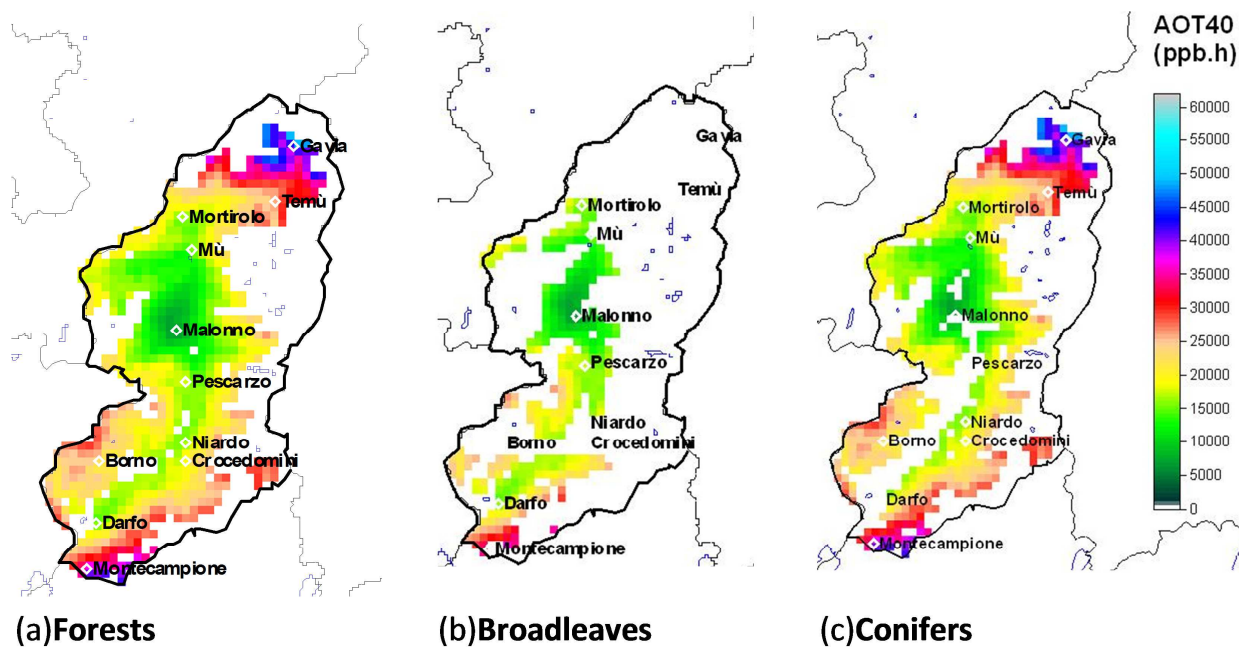 AOT40
(ppb.h)
Gavia
Temù
Mortirolo
Mù
Malonno
Pescarzo
Niardo
Borno
Crocedomini
Darfo
Montecampione
(a)Forests
Gavia
Temù
Mortirolo
Mù
Malonno
Pescarzo
Niardo
Borno
Crocedomini
Darfo
Montecampione
(b)Broadleaves
Gavia
Temù
Mortirolo
Mù
Malonno
Pescarzo
Niardo
Borno
Crocedomini
Darfo
Montecampione
(c)Conifers
60000
55000
50000
45000
40000
35000
30000
25000
20000
15000
10000
5000
0